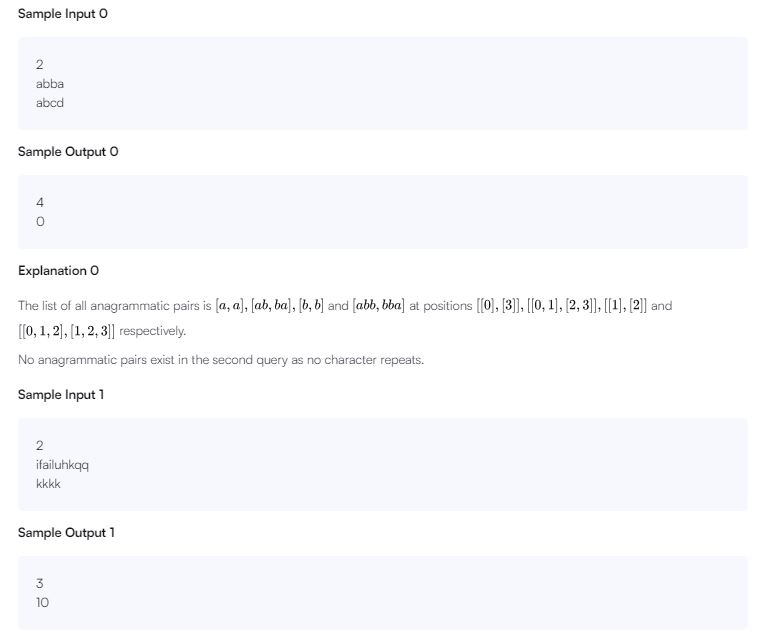 Sample Input 0
2
abba
abcd
Sample Output 0
4
0
Explanation 0
The list of all anagrammatic pairs is [a, a], [ab, ba], [b, b] and [abb, bba] at positions [[0], [3]], [[0, 1], [2, 3]], [[1], [2]] and
[[0, 1, 2], [1, 2, 3]] respectively.
No anagrammatic pairs exist in the second query as no character repeats.
Sample Input 1
2
ifailuhkqq
kkkk
Sample Output 1
3
10